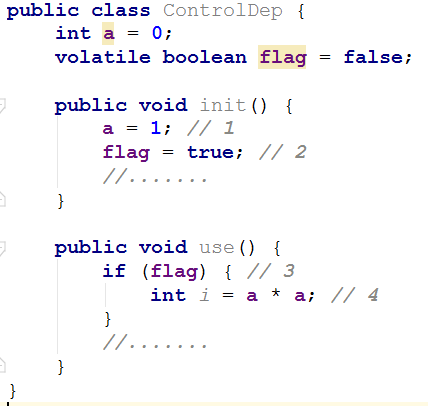 public class ControlDep {
    int a = 0;
    volatile boolean flag = false;
    public void init() {
        a = 1; // 1
        flag = true; // 2
        //.......
    }
    public void use() {
        if (flag) { // 3
            int i = a * a; // 4
        }
        //.......
    }
}